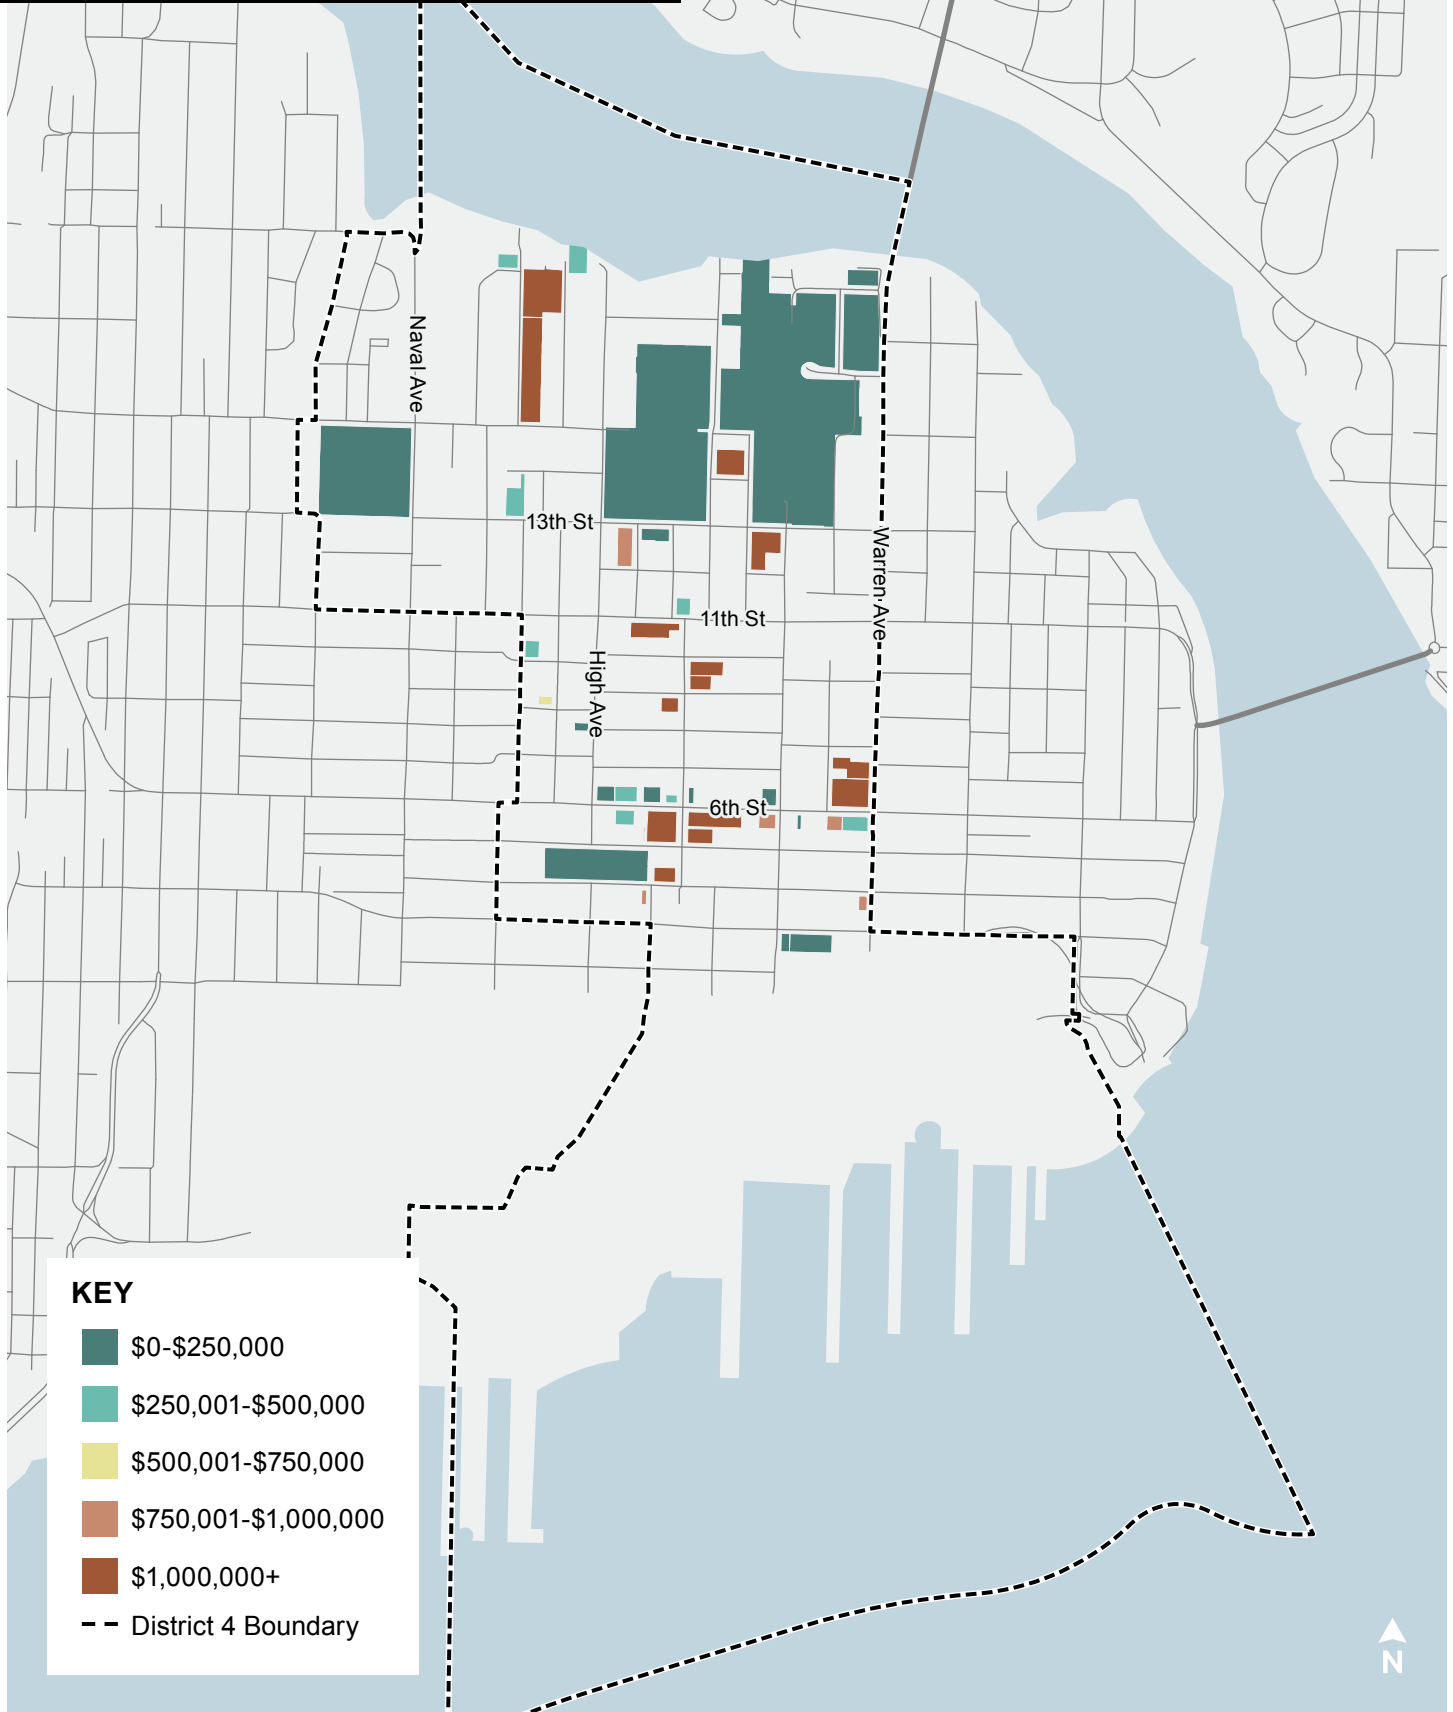 Naval Ave
13th St
Warren Ave
11th St
High Ave
6th St
KEY
$0-$250,000
$250,001-$500,000
$500,001-$750,000
$750,001-$1,000,000
$1,000,000+
District 4 Boundary
N